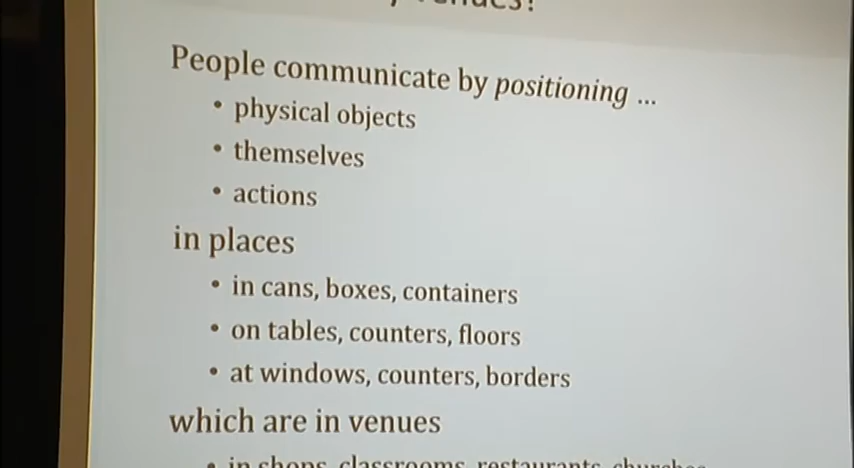 venues?
People communicate by positioning ...
• physical objects
• themselves
• actions
in places
• in cans, boxes, containers
• on tables, counters, floors
• at windows, counters, borders
which are in venues
• in shops, classrooms, restaurants, churches